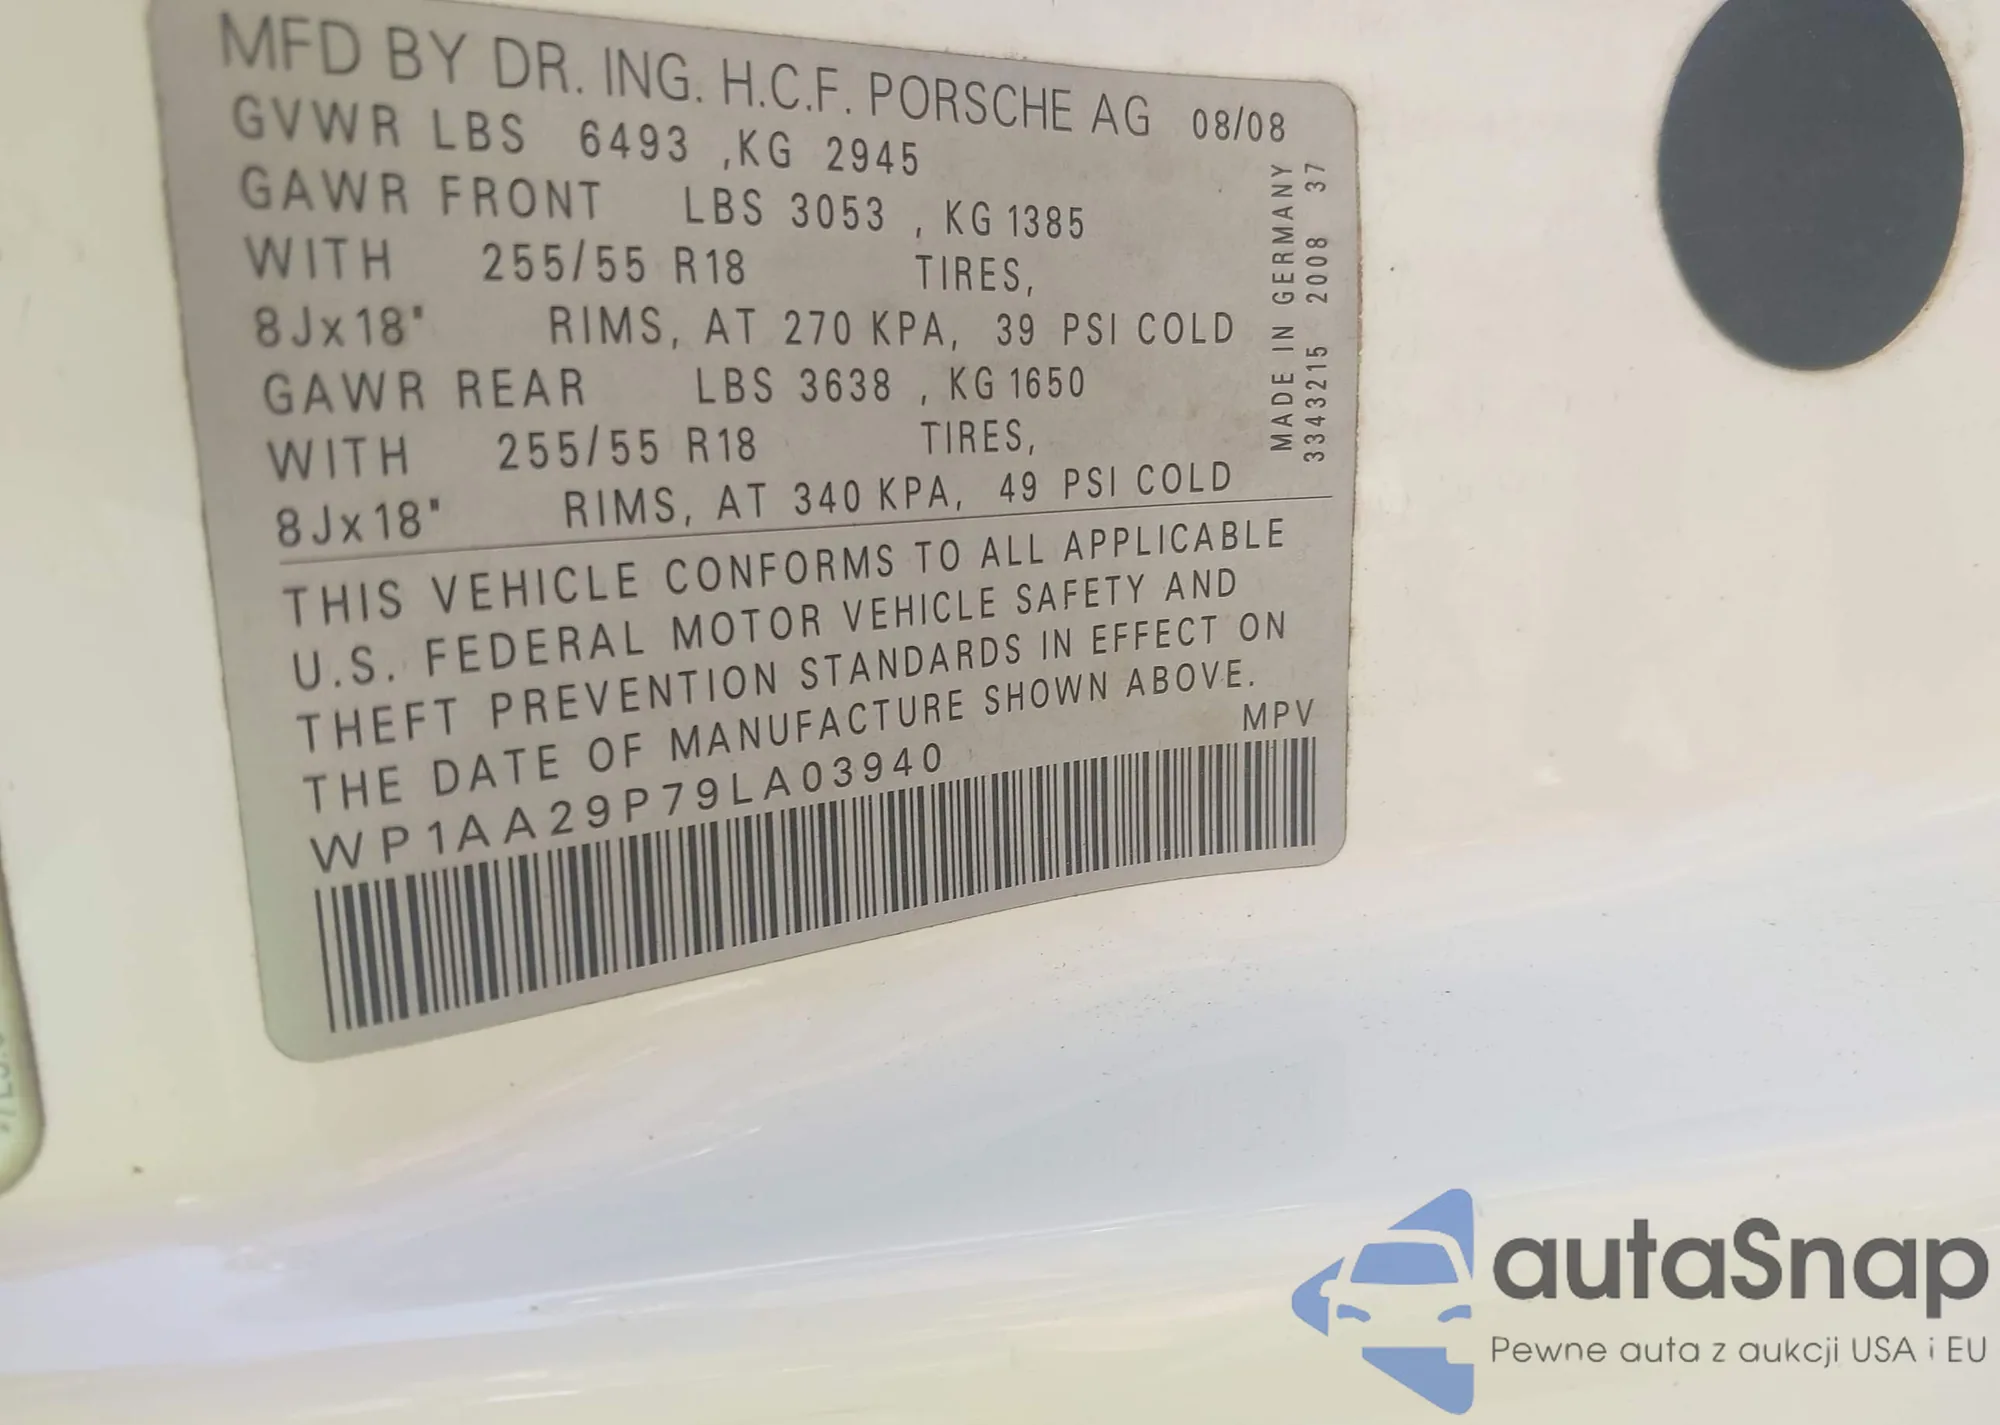 MFD BY DR. ING. H.C.F. PORSCHE AG 08/08
GVWR LBS 6493 ,KG 2945
GAWR FRONT LBS 3053 , KG 1385
WITH 255/55 R18 TIRES,
8Jx18" RIMS, AT 270 KPA, 39 PSI COLD
GAWR REAR LBS 3638 , KG 1650
WITH 255/55 R18 TIRES,
8Jx18" RIMS, AT 340 KPA, 49 PSI COLD
MADE IN GERMANY
33443215 2008 37
THIS VEHICLE CONFORMS TO ALL APPLICABLE
U.S. FEDERAL MOTOR VEHICLE SAFETY AND
THEFT PREVENTION STANDARDS IN EFFECT ON
THE DATE OF MANUFACTURE SHOWN ABOVE.
MPV
WP1AA29P79LA03940
autaSnap
Pewne auta z aukcji USA i EU